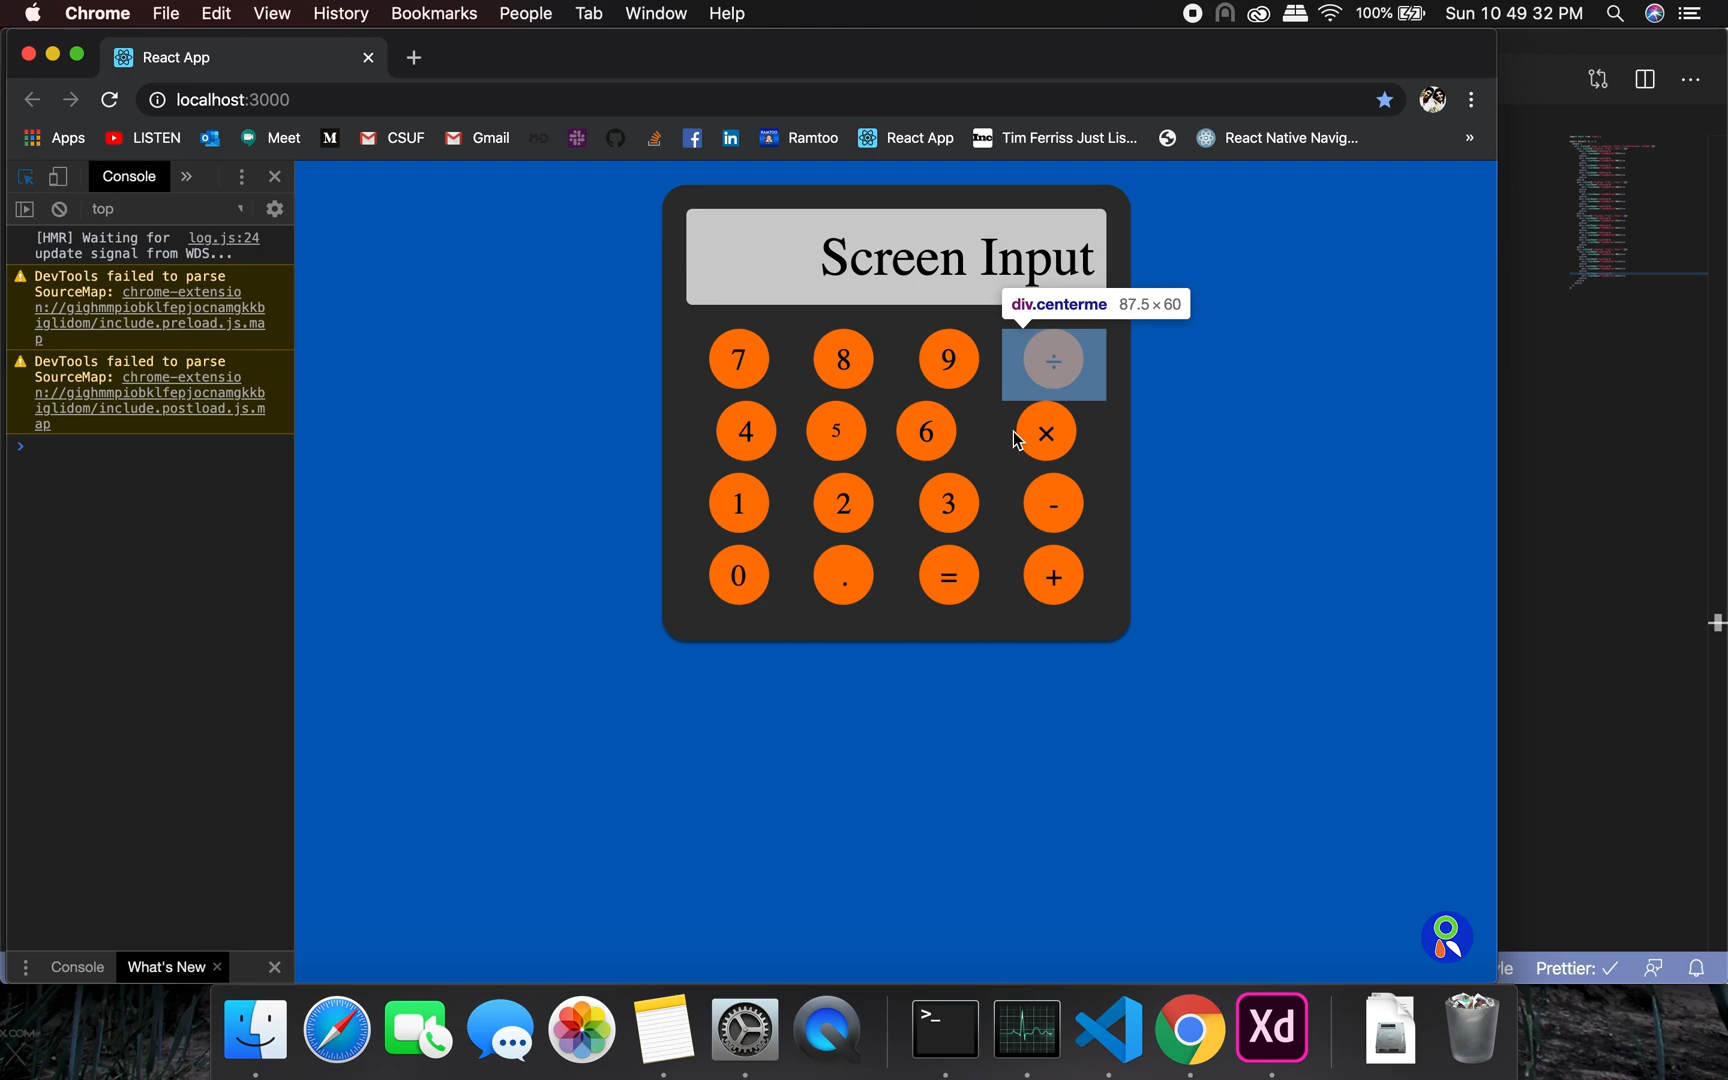 Chrome File Edit View History Bookmarks People Tab Window Help 100% Sun 10 49 32 PM
React App
localhost:3000
Apps LISTEN Meet M CSUF Gmail Ramtoo React App Inc Tim Ferriss Just Lis... React Native Navig... »
Console »
top
[HMR] Waiting for log.js:24
update signal from WDS...
DevTools failed to parse
SourceMap: chrome-extensio
n://gighmmpiobklfepjocnamgkkb
iglidom/include.preload.js.ma
p
DevTools failed to parse
SourceMap: chrome-extensio
n://gighmmpiobklfepjocnamgkkb
iglidom/include.postload.js.m
ap
>
Screen Input
div.centerme 87.5×60
7 8 9 ÷
4 5 6 ×
1 2 3 -
0 . = +
Console What's New
Prettier: ✓
>_
Xd